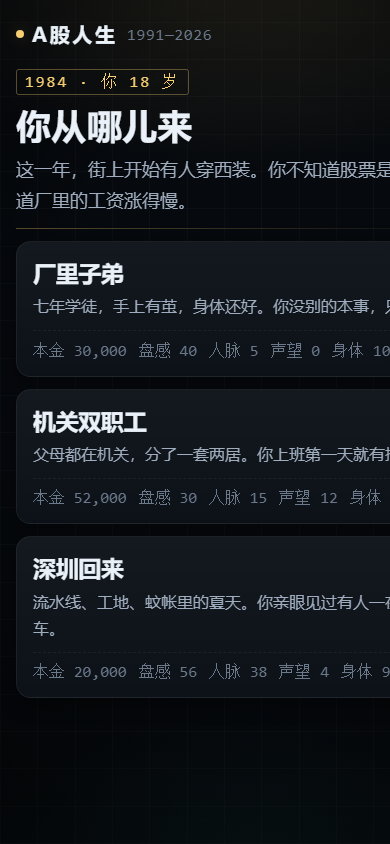 A股人生 1991—2026
1984 · 你 18 岁
你从哪儿来
这一年，街上开始有人穿西装。你不知道股票是
道厂里的工资涨得慢。
厂里子弟
七年学徒，手上有茧，身体还好。你没别的本事，
本金 30,000 盘感 40 人脉 5 声望 0 身体 10
机关双职工
父母都在机关，分了一套两居。你上班第一天就有
本金 52,000 盘感 30 人脉 15 声望 12 身体
深圳回来
流水线、工地、蚊帐里的夏天。你亲眼见过有人一
车。
本金 20,000 盘感 56 人脉 38 声望 4 身体 9